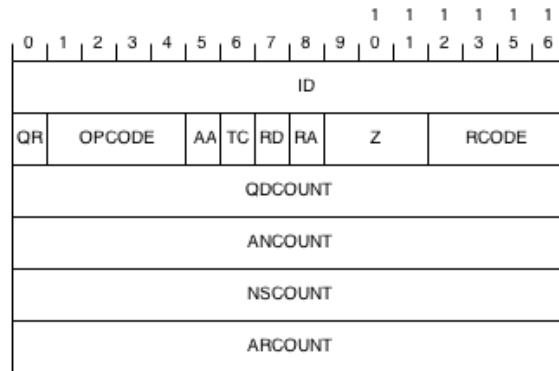 1 1 1 1 1 1
0 1 2 3 4 5 6 7 8 9 0 1 2 3 5 6
ID
QR OPCODE AA TC RD RA Z RCODE
QDCOUNT
ANCOUNT
NSCOUNT
ARCOUNT